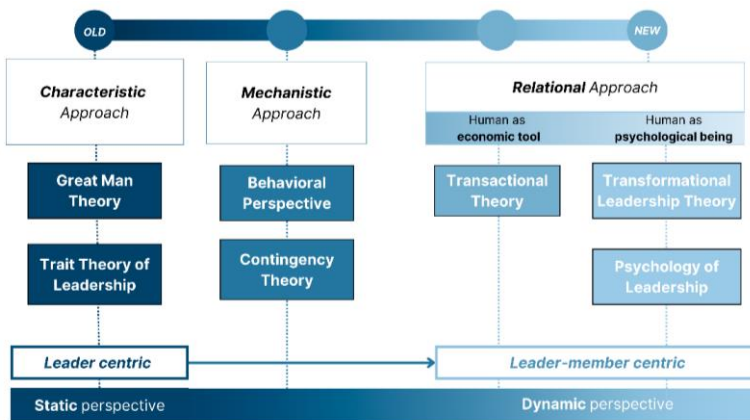 OLD
NEW
Characteristic
Approach
Mechanistic
Approach
Relational Approach
Human as
economic tool
Human as
psychological being
Great Man
Theory
Behavioral
Perspective
Transactional
Theory
Transformational
Leadership Theory
Trait Theory of
Leadership
Contingency
Theory
Psychology of
Leadership
Leader centric
Leader-member centric
Static perspective
Dynamic perspective